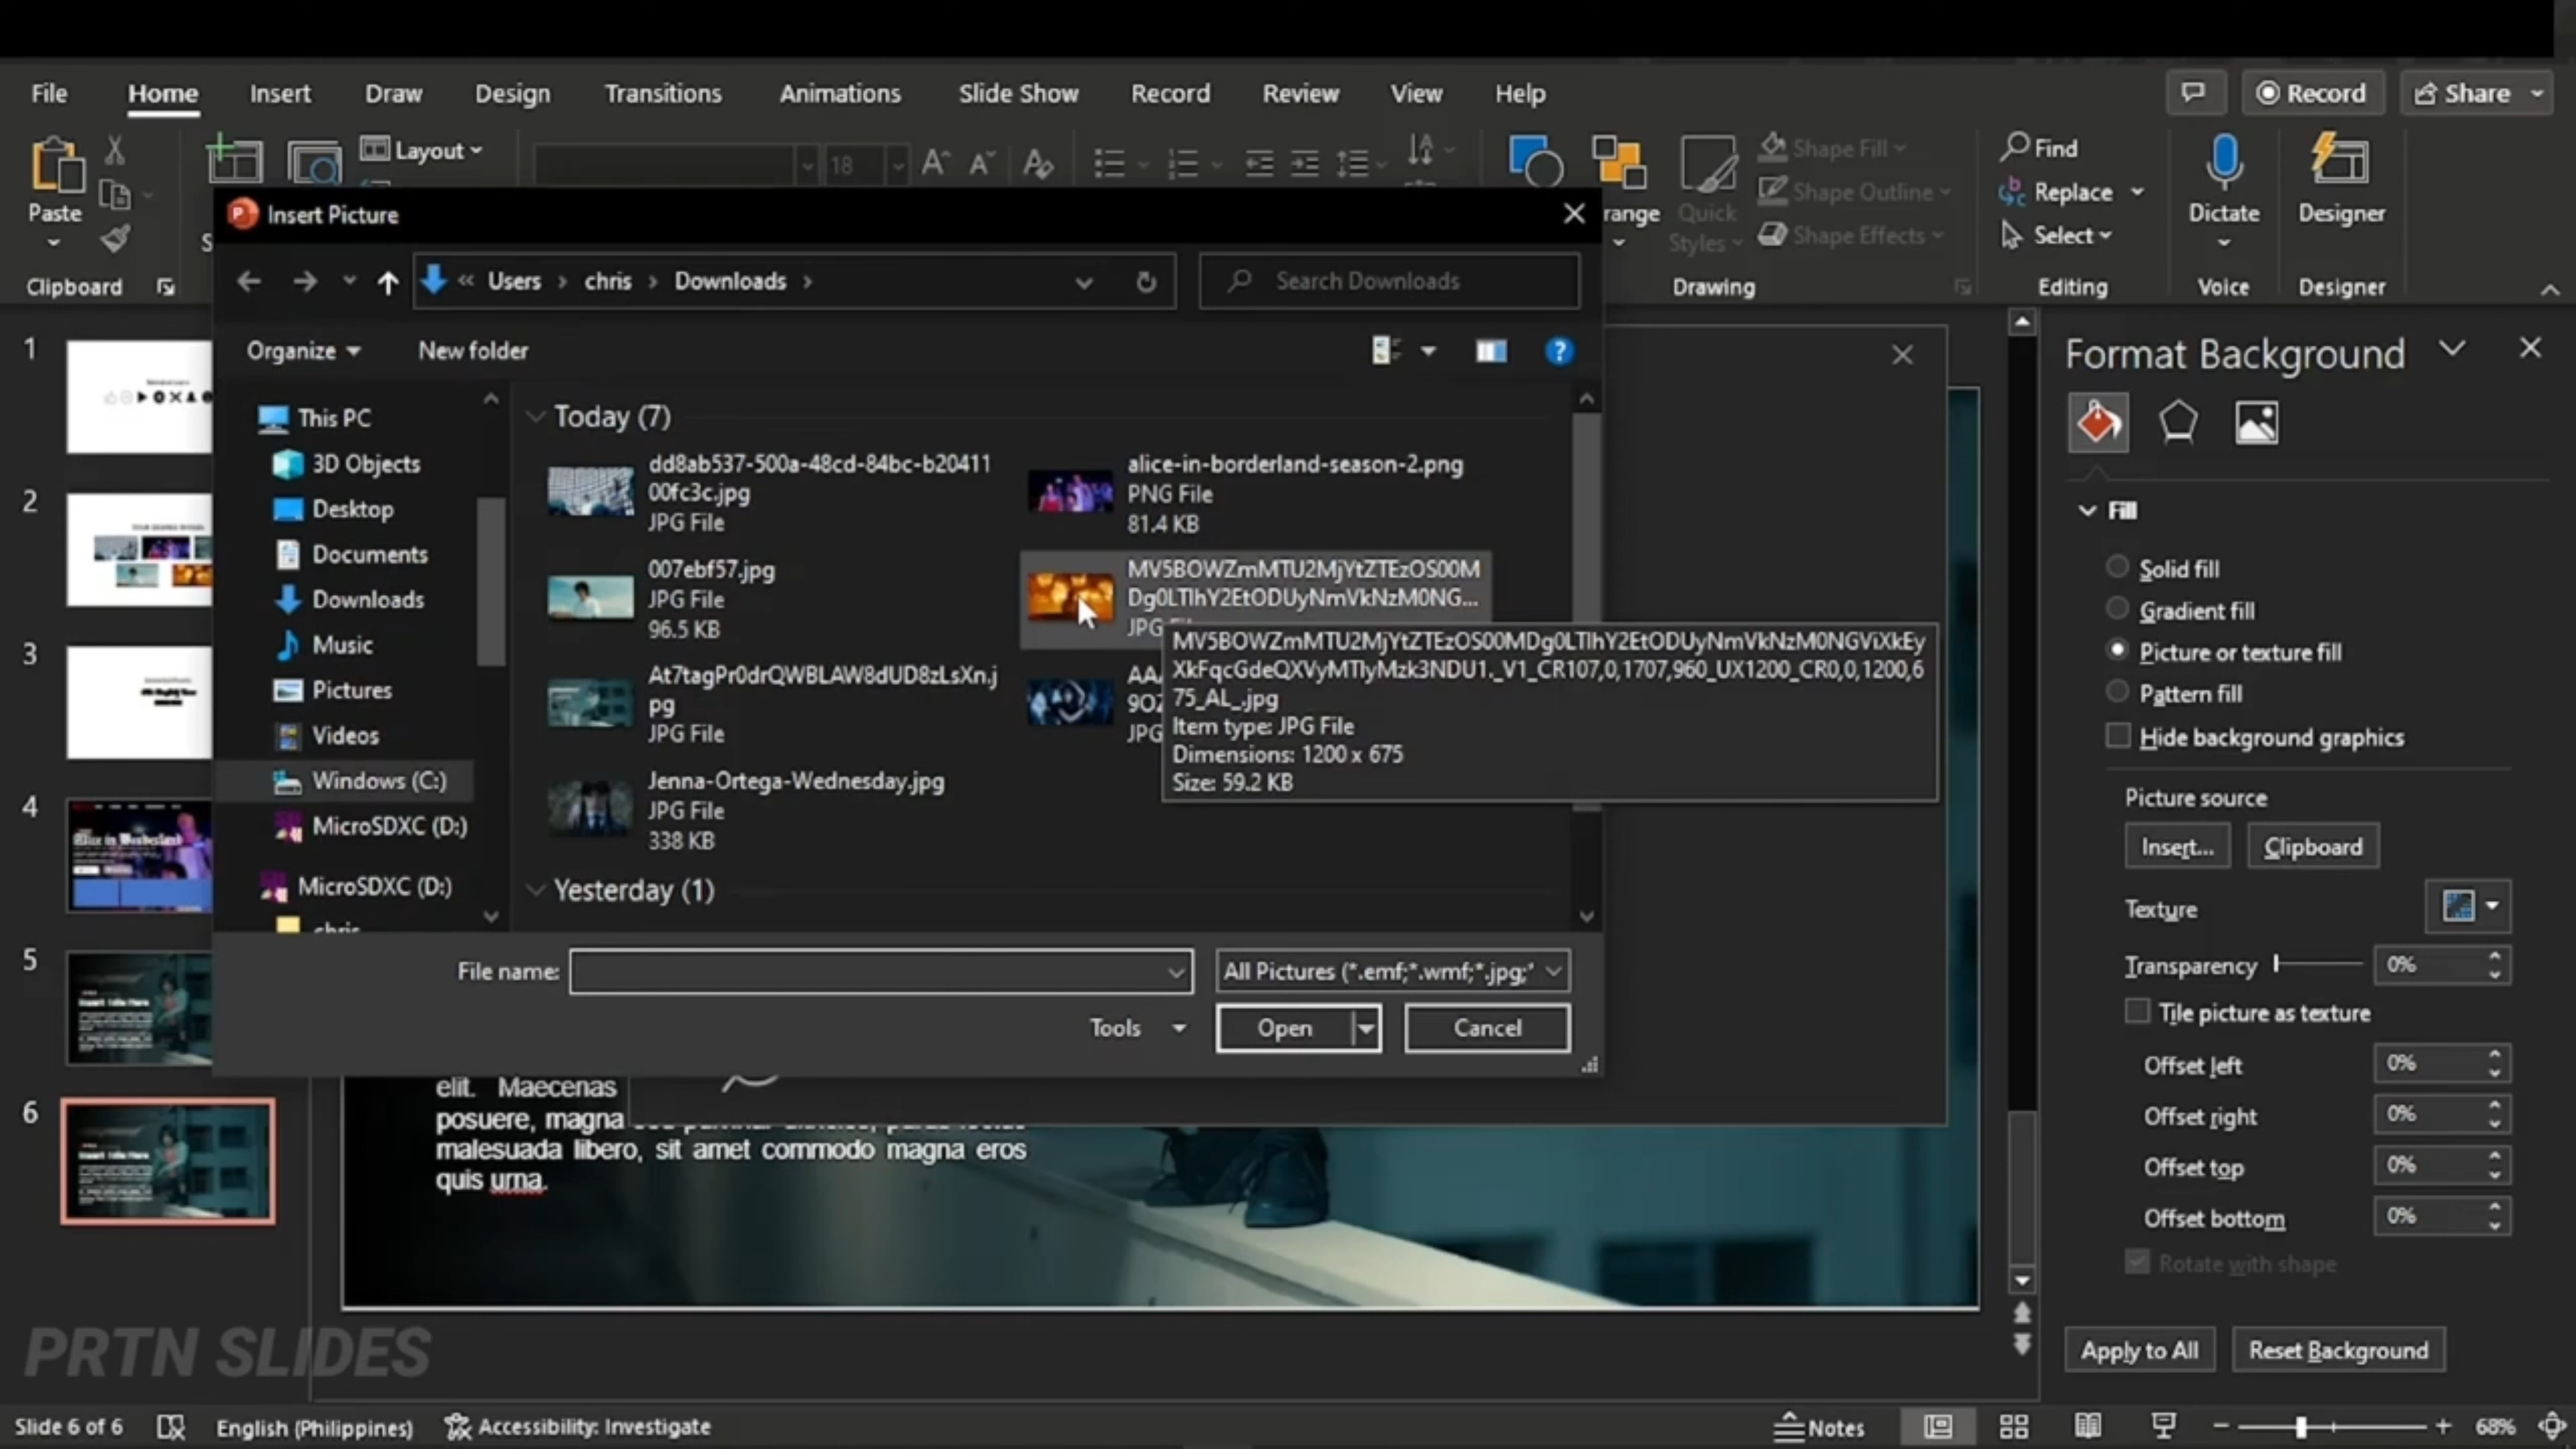 File Home Insert Draw Design Transitions Animations Slide Show Record Review View Help Record Share
Layout
18
Shape Fill
Find
Paste
Shape Outline
Replace
range Quick Dictate Designer
Styles Shape Effects Select
Clipboard Drawing Editing Voice Designer
Insert Picture
« Users > chris > Downloads >
Search Downloads
Organize
New folder
This PC
3D Objects
Desktop
Documents
Downloads
Music
Pictures
Videos
Windows (C:)
MicroSDXC (D:)
MicroSDXC (D:)
chris
Today (7)
dd8ab537-500a-48cd-84bc-b20411
00fc3c.jpg
JPG File
alice-in-borderland-season-2.png
PNG File
81.4 KB
007ebf57.jpg
JPG File
96.5 KB
MV5BOWZmMTU2MjYtZTEzOS00M
Dg0LTlhY2EtODUyNmVkNzM0NG...
At7tagPr0drQWBLAW8dUD8zLsXn.j
pg
JPG File
MV5BOWZmMTU2MjYtZTEzOS00MDg0LTlhY2EtODUyNmVkNzM0NGViXkEy
XkFqcGdeQXVyMTIyMzk3NDU1._V1_CR107,0,1707,960_UX1200_CR0,0,1200,6
75_AL_.jpg
Item type: JPG File
Dimensions: 1200 x 675
Size: 59.2 KB
Jenna-Ortega-Wednesday.jpg
JPG File
338 KB
Yesterday (1)
File name:
All Pictures (*.emf;*.wmf;*.jpg;*
Tools
Open
Cancel
1
2
3
4
5
6
elit. Maecenas
posuere, magna
malesuada libero, sit amet commodo magna eros
quis urna.
Format Background
Fill
Solid fill
Gradient fill
Picture or texture fill
Pattern fill
Hide background graphics
Picture source
Insert...
Clipboard
Texture
Transparency 0%
Tile picture as texture
Offset left 0%
Offset right 0%
Offset top 0%
Offset bottom 0%
Rotate with shape
Apply to All
Reset Background
PRTN SLIDES
Slide 6 of 6 English (Philippines) Accessibility: Investigate Notes 68%